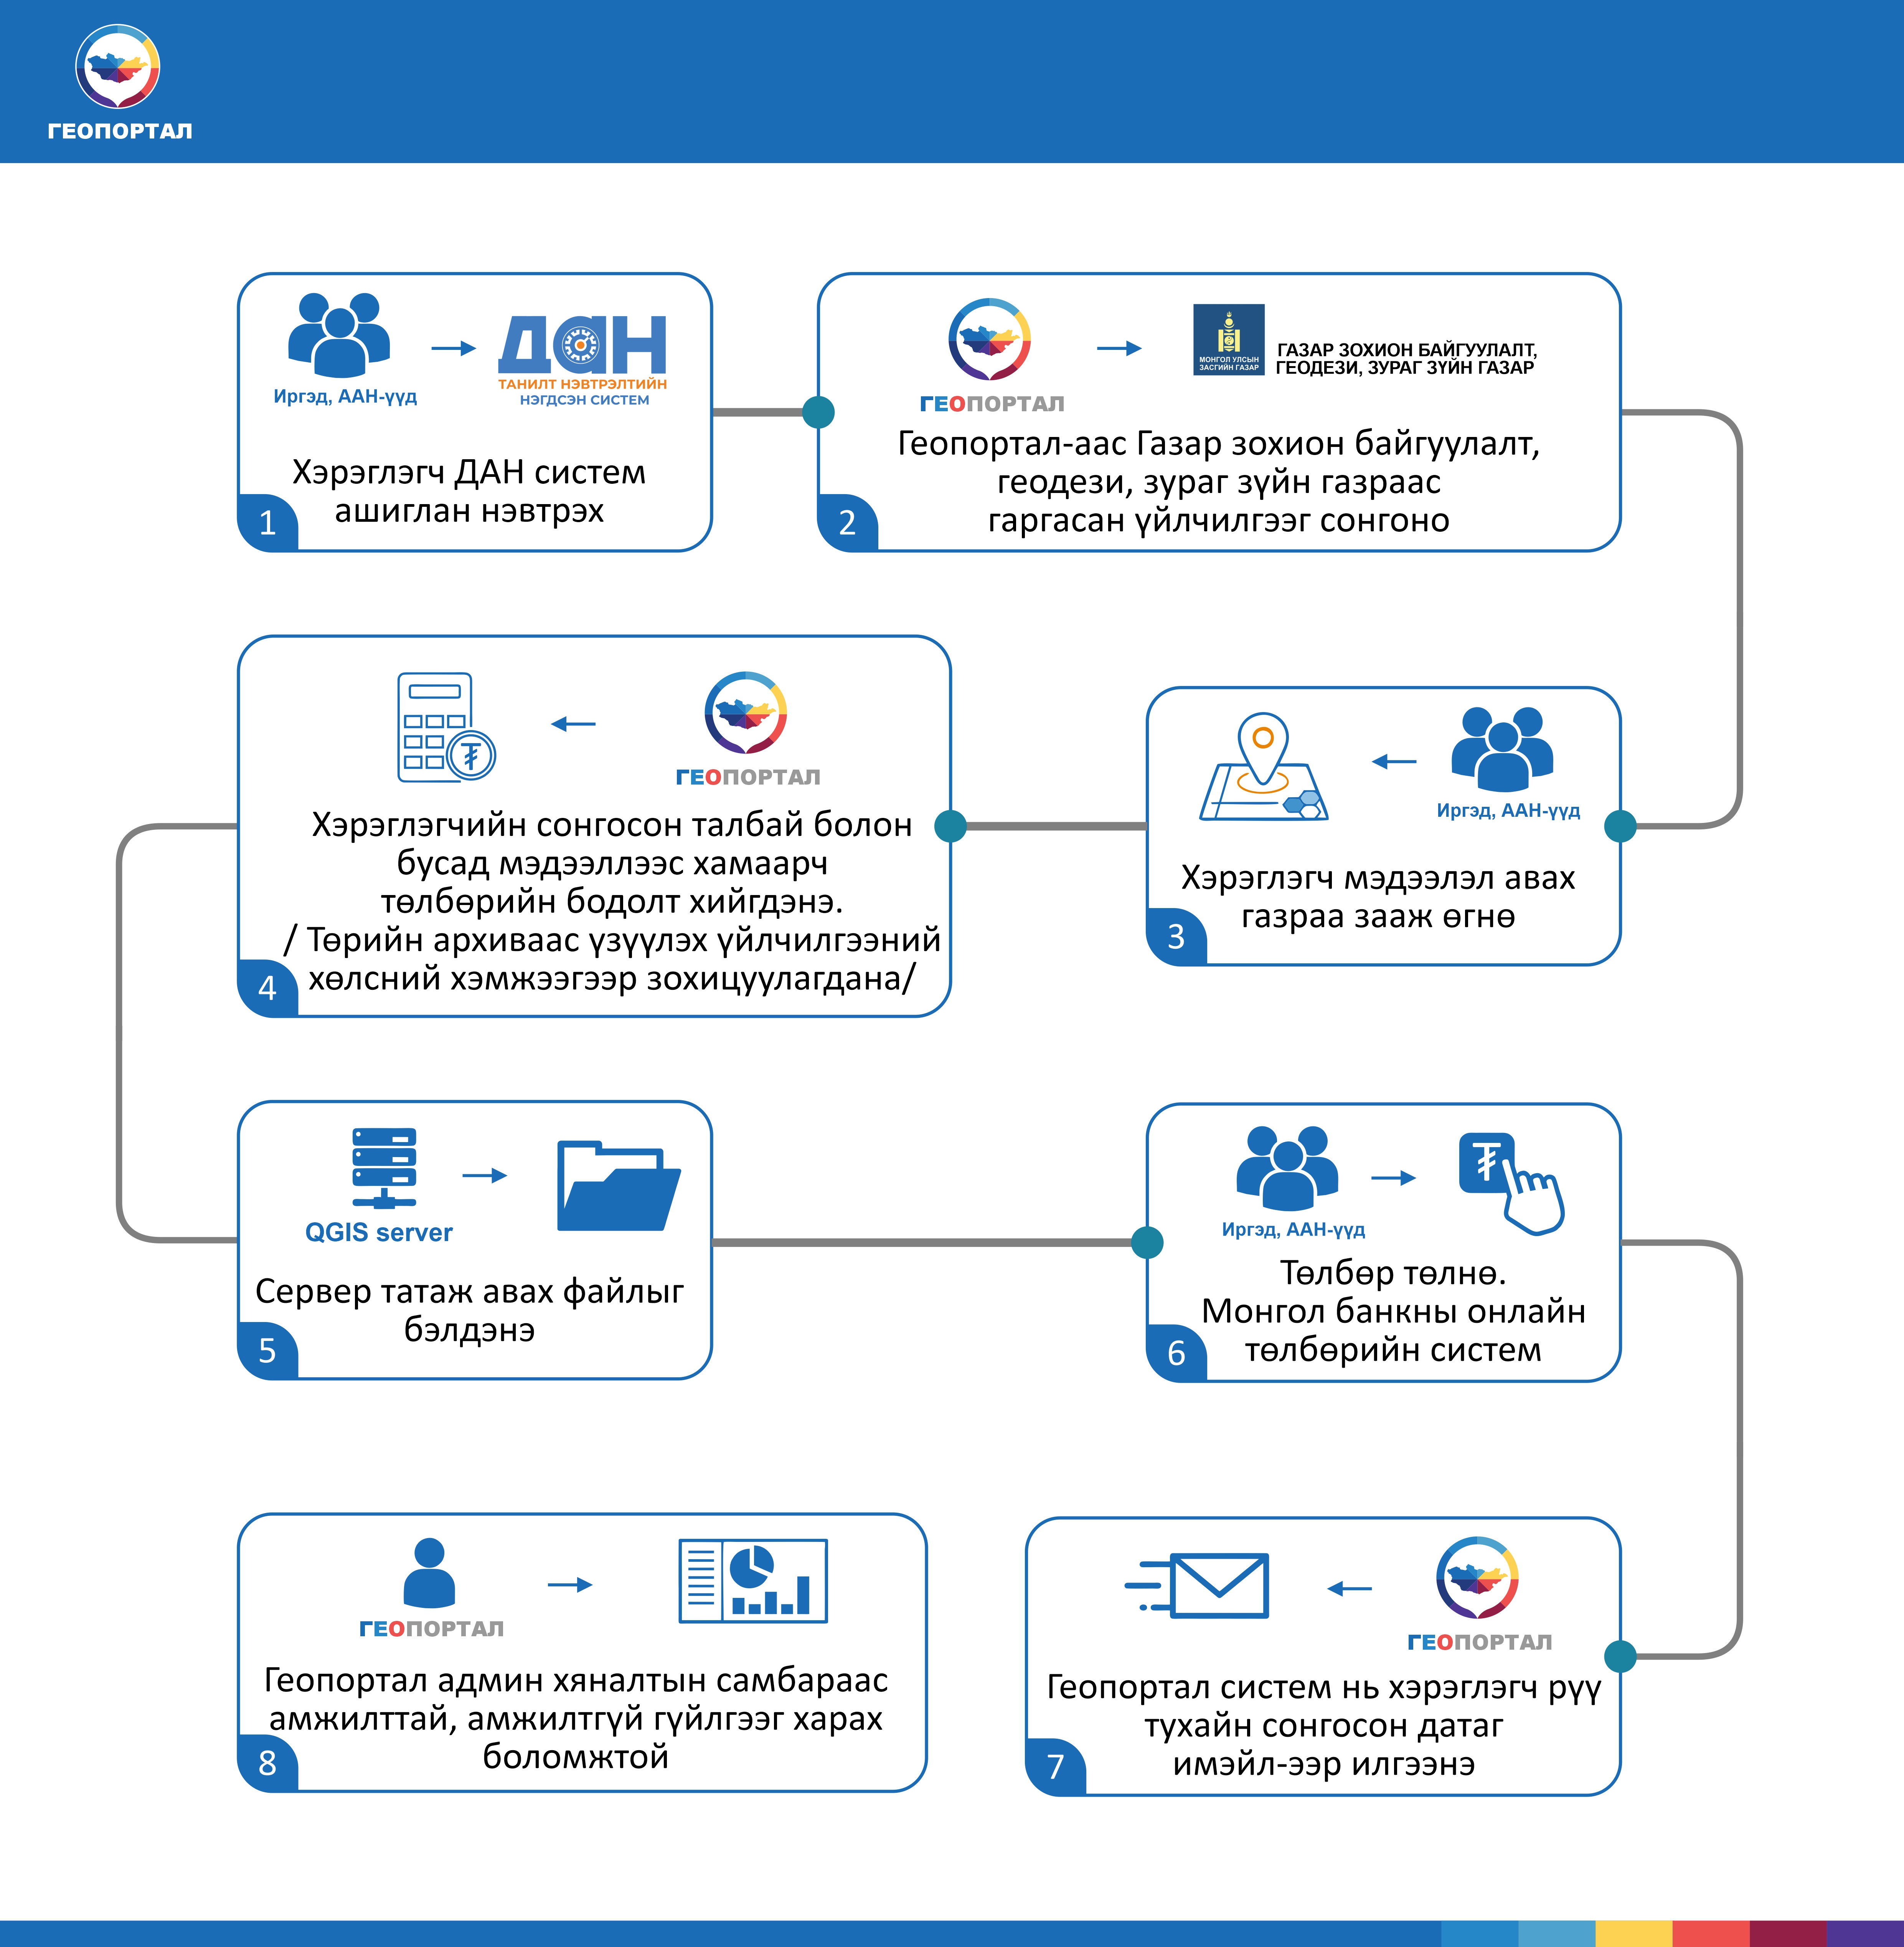 ГЕОПОРТАЛ
Иргэд, ААН-үүд
ДАН
ТАНИЛТ НЭВТРЭЛТИЙН
НЭГДСЭН СИСТЕМ
Хэрэглэгч ДАН систем
ашиглан нэвтрэх
1
ГЕОПОРТАЛ
МОНГОЛ УЛСЫН
ЗАСГИЙН ГАЗАР
ГАЗАР ЗОХИОН БАЙГУУЛАЛТ,
ГЕОДЕЗИ, ЗУРАГ ЗҮЙН ГАЗАР
Геопортал-аас Газар зохион байгуулалт,
геодези, зураг зүйн газраас
гаргасан үйлчилгээг сонгоно
2
Иргэд, ААН-үүд
Хэрэглэгч мэдээлэл авах
газраа зааж өгнө
3
₮
ГЕОПОРТАЛ
Хэрэглэгчийн сонгосон талбай болон
бусад мэдээллээс хамаарч
төлбөрийн бодолт хийгдэнэ.
/ Төрийн архиваас үзүүлэх үйлчилгээний
хөлсний хэмжээгээр зохицуулагдана/
4
QGIS server
Сервер татаж авах файлыг
бэлдэнэ
5
Иргэд, ААН-үүд
₮
Төлбөр төлнө.
Монгол банкны онлайн
төлбөрийн систем
6
ГЕОПОРТАЛ
Геопортал систем нь хэрэглэгч рүү
тухайн сонгосон датаг
имэйл-ээр илгээнэ
7
ГЕОПОРТАЛ
Геопортал админ хяналтын самбараас
амжилттай, амжилтгүй гүйлгээг харах
боломжтой
8